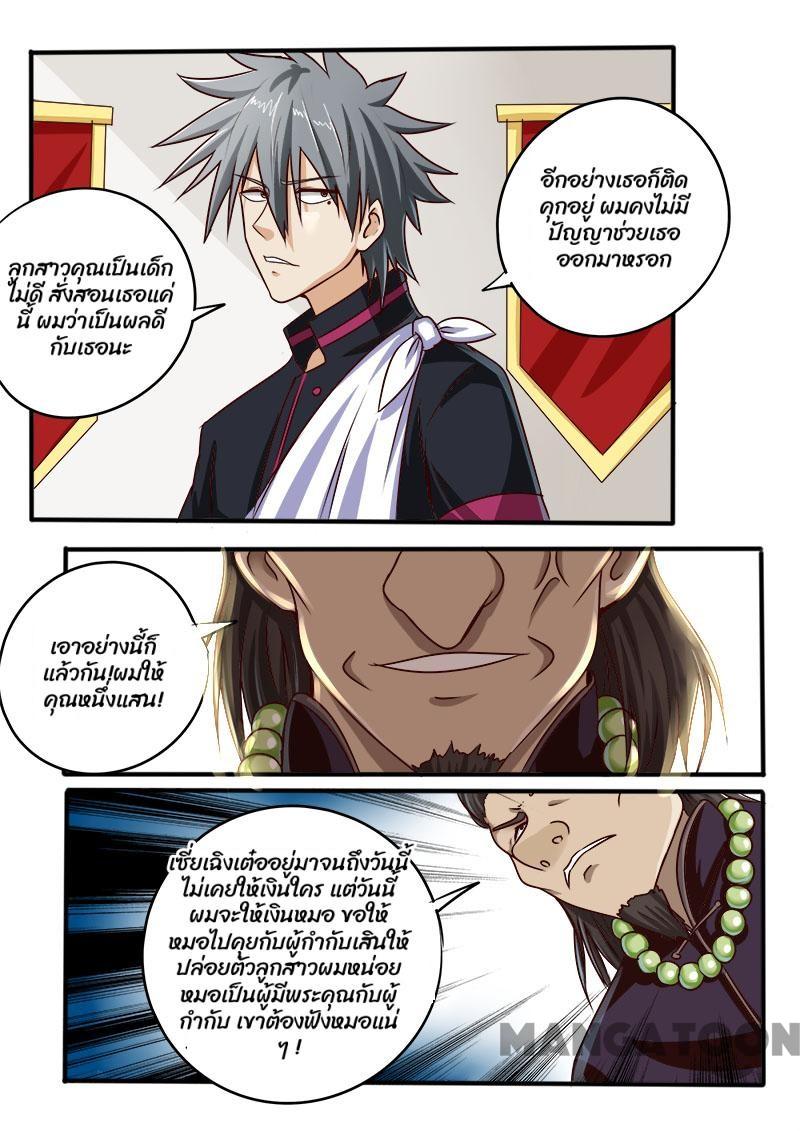 ลูกสาวคุณเป็นเด็ก
ไม่ดี สั่งสอนเธอแค่
นี้ ผมว่าเป็นผลดี
กับเธอนะ
อีกอย่างเธอก็ติด
คุกอยู่ ผมคงไม่มี
ปัญญาช่วยเธอ
ออกมาหรอก
เอาอย่างนี้ก็
แล้วกัน!ผมให้
คุณหนึ่งแสน!
เซี่ยเฉิงเต๋ออยู่มาจนถึงวันนี้
ไม่เคยให้เงินใคร แต่วันนี้
ผมจะให้เงินหมอ ขอให้
หมอไปคุยกับผู้กำกับเสินให้
ปล่อยตัวลูกสาวผมหน่อย
หมอเป็นผู้มีพระคุณกับผู้
กำกับ เขาต้องฟังหมอแน่
ๆ !
MANGATOON